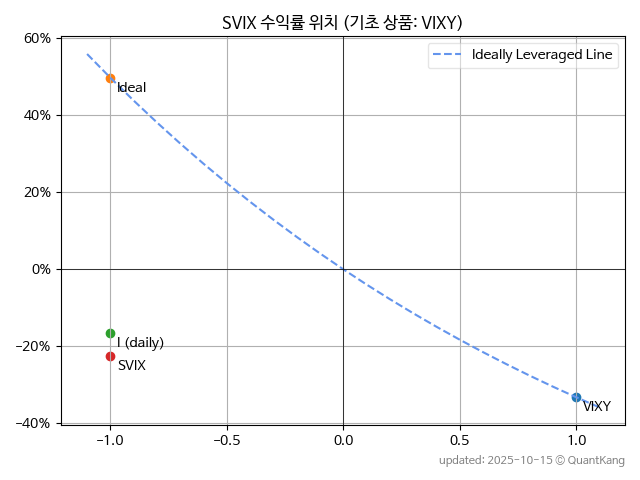 SVIX 수익률 위치 (기초 상품: VIXY)
60%
Ideally Leveraged Line
Ideal
40%
20%
0%
I (daily)
−20%
SVIX
VIXY
−40%
−1.0
−0.5
0.0
0.5
1.0
updated: 2025-10-15 © QuantKang